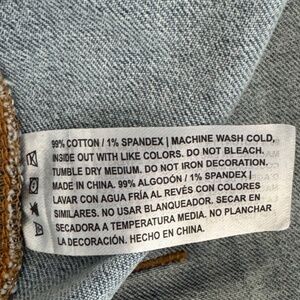 99% COTTON / 1% SPANDEX | MACHINE WASH COLD,
INSIDE OUT WITH LIKE COLORS. DO NOT BLEACH.
TUMBLE DRY MEDIUM. DO NOT IRON DECORATION.
MADE IN CHINA. 99% ALGODÓN / 1% SPANDEX |
LAVAR CON AGUA FRÍA AL REVÉS CON COLORES
SIMILARES. NO USAR BLANQUEADOR. SECAR EN
SECADORA A TEMPERATURA MEDIA. NO PLANCHAR
LA DECORACIÓN. HECHO EN CHINA.